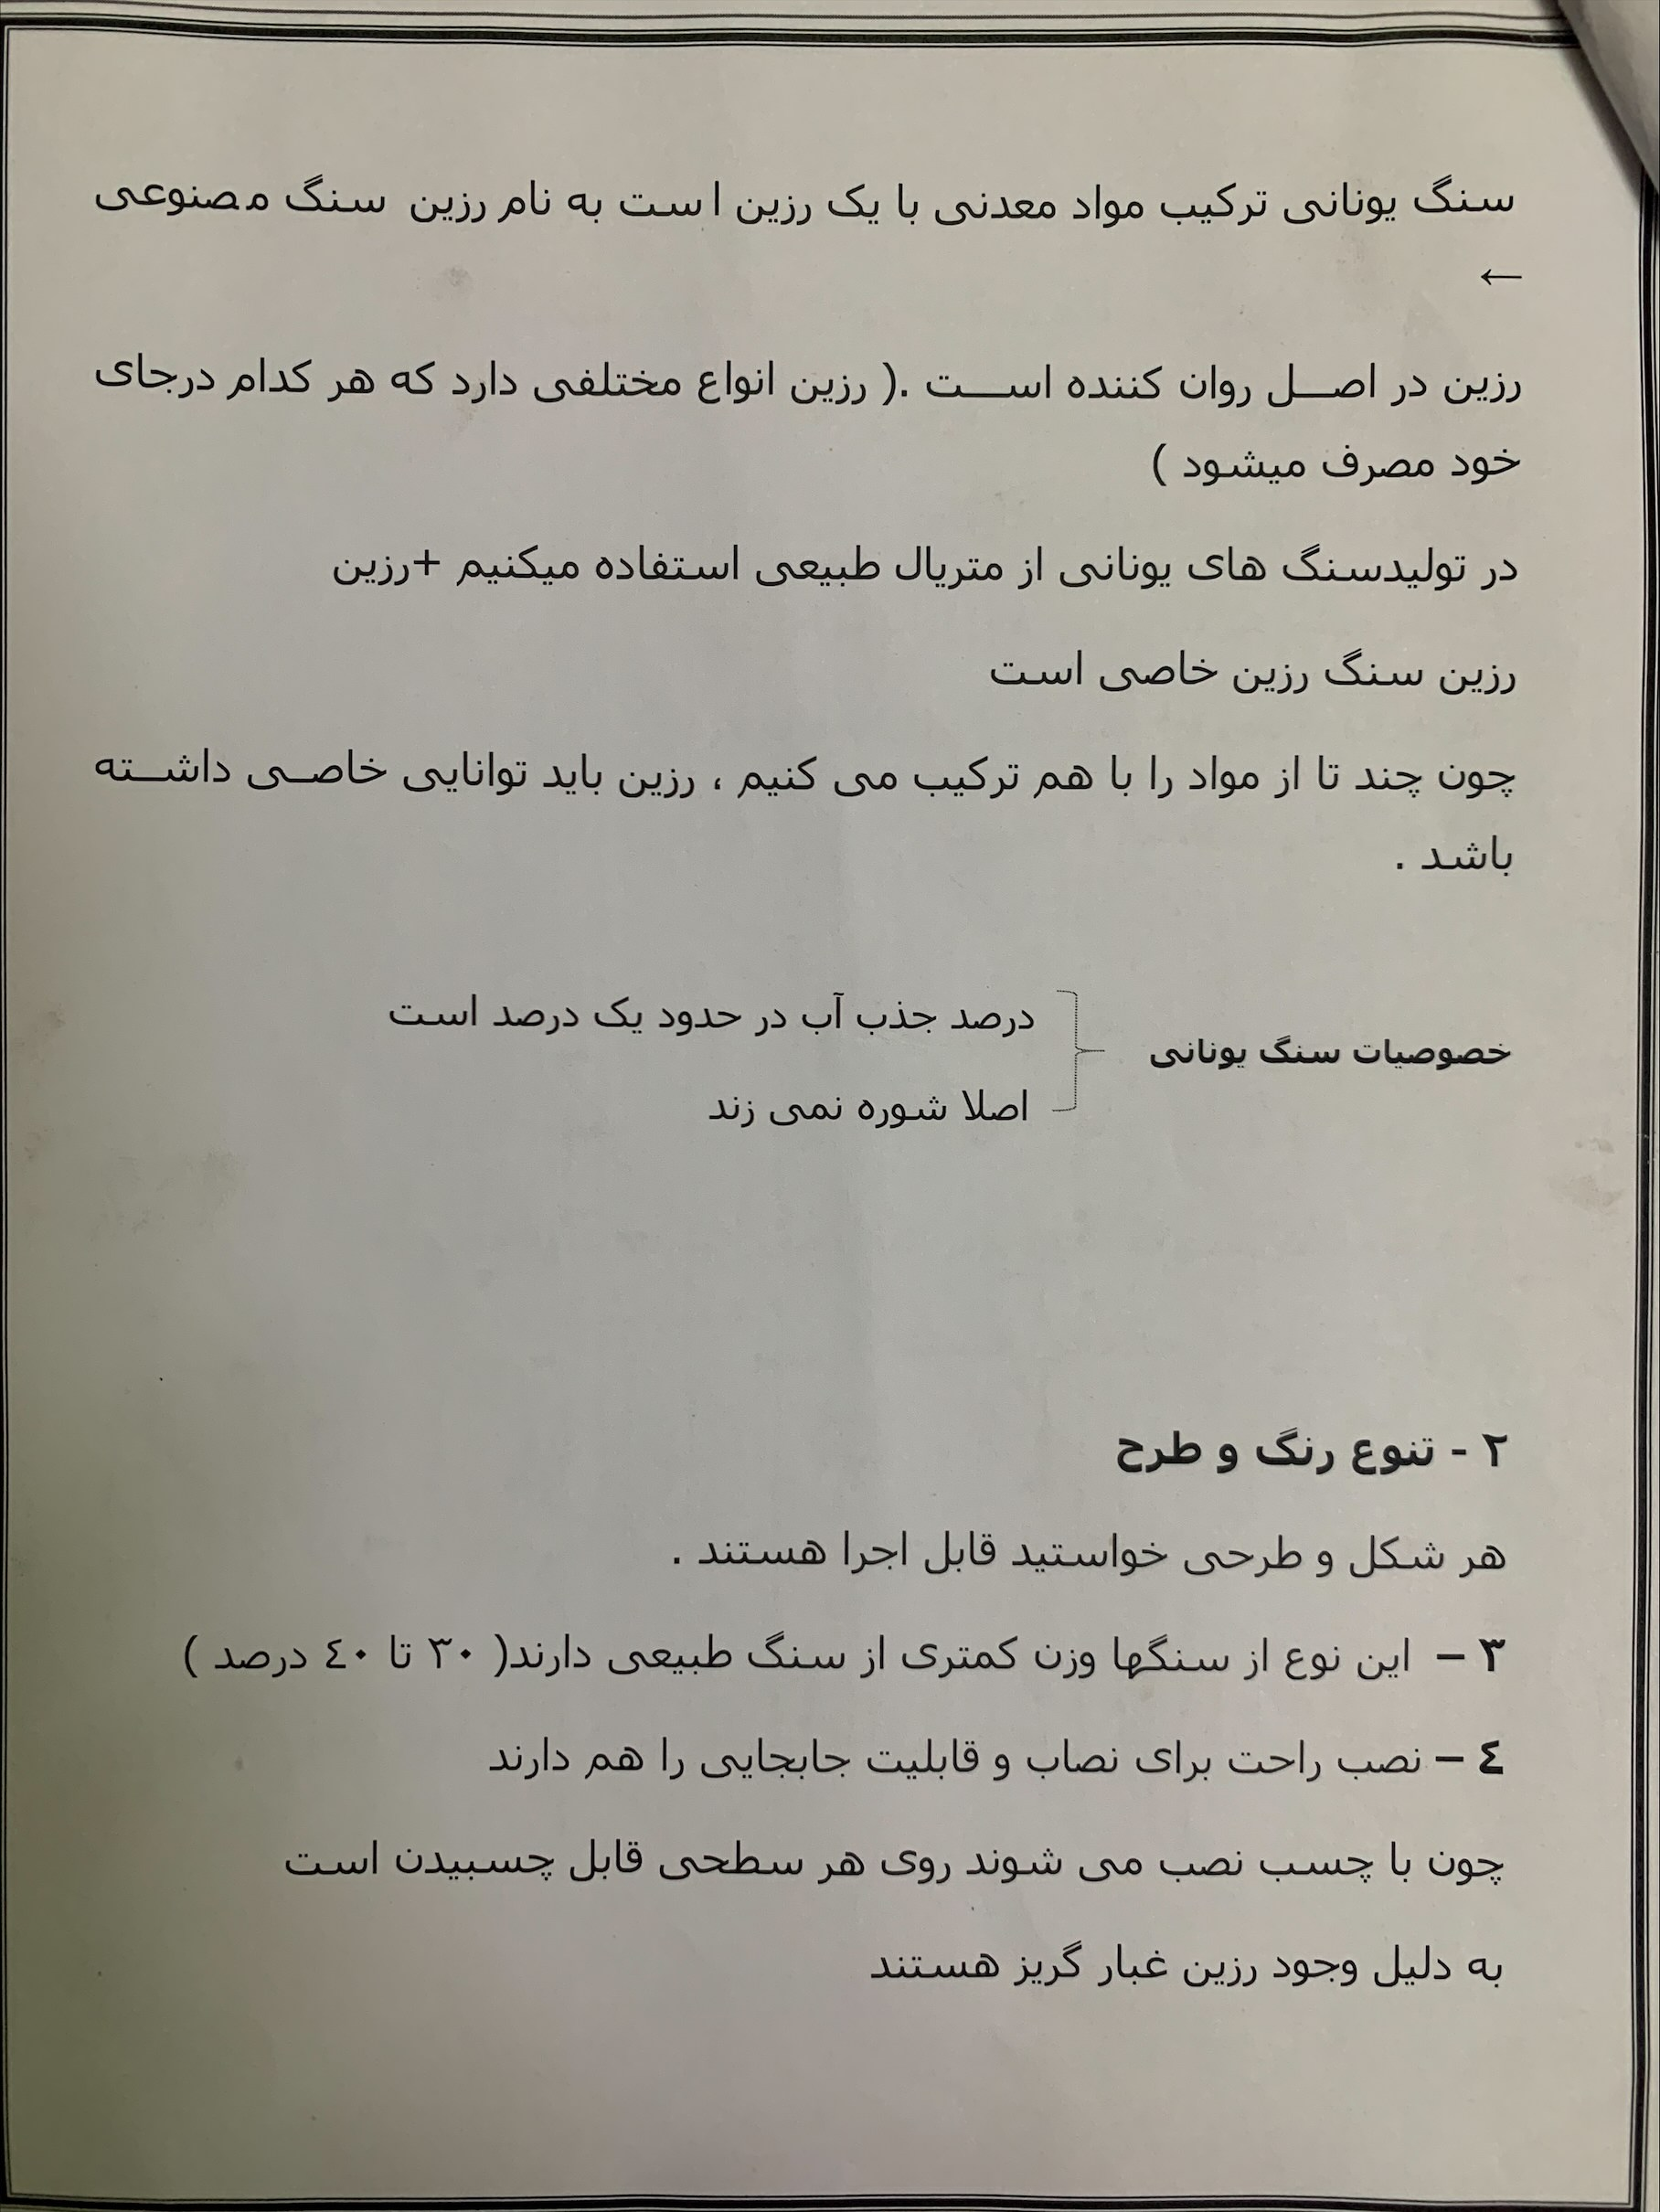 سنگ یونانی ترکیب مواد معدنی با یک رزین است به نام رزین سنگ مصنوعی
←
رزین در اصل روان کننده است .( رزین انواع مختلفی دارد که هر کدام درجای
خود مصرف میشود )
در تولیدسنگ های یونانی از متریال طبیعی استفاده میکنیم +رزین
رزین سنگ رزین خاصی است
چون چند تا از مواد را با هم ترکیب می کنیم ، رزین باید توانایی خاصی داشته
باشد .
خصوصیات سنگ یونانی
درصد جذب آب در حدود یک درصد است
اصلا شوره نمی زند
٢ - تنوع رنگ و طرح
هر شکل و طرحی خواستید قابل اجرا هستند .
٣ – این نوع از سنگها وزن کمتری از سنگ طبیعی دارند( ٣٠ تا ٤٠ درصد )
٤ – نصب راحت برای نصاب و قابلیت جابجایی را هم دارند
چون با چسب نصب می شوند روی هر سطحی قابل چسبیدن است
به دلیل وجود رزین غبار گریز هستند